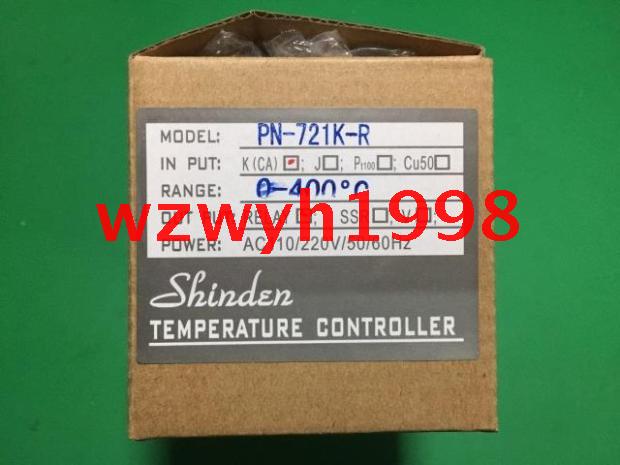 MODEL: PN-721K-R
IN PUT: K(CA) ; J ; Pt100 ; Cu50
RANGE: 0-400°C
wzwyh1998
POWER: AC110/220V/50/60Hz
Shinden
TEMPERATURE CONTROLLER